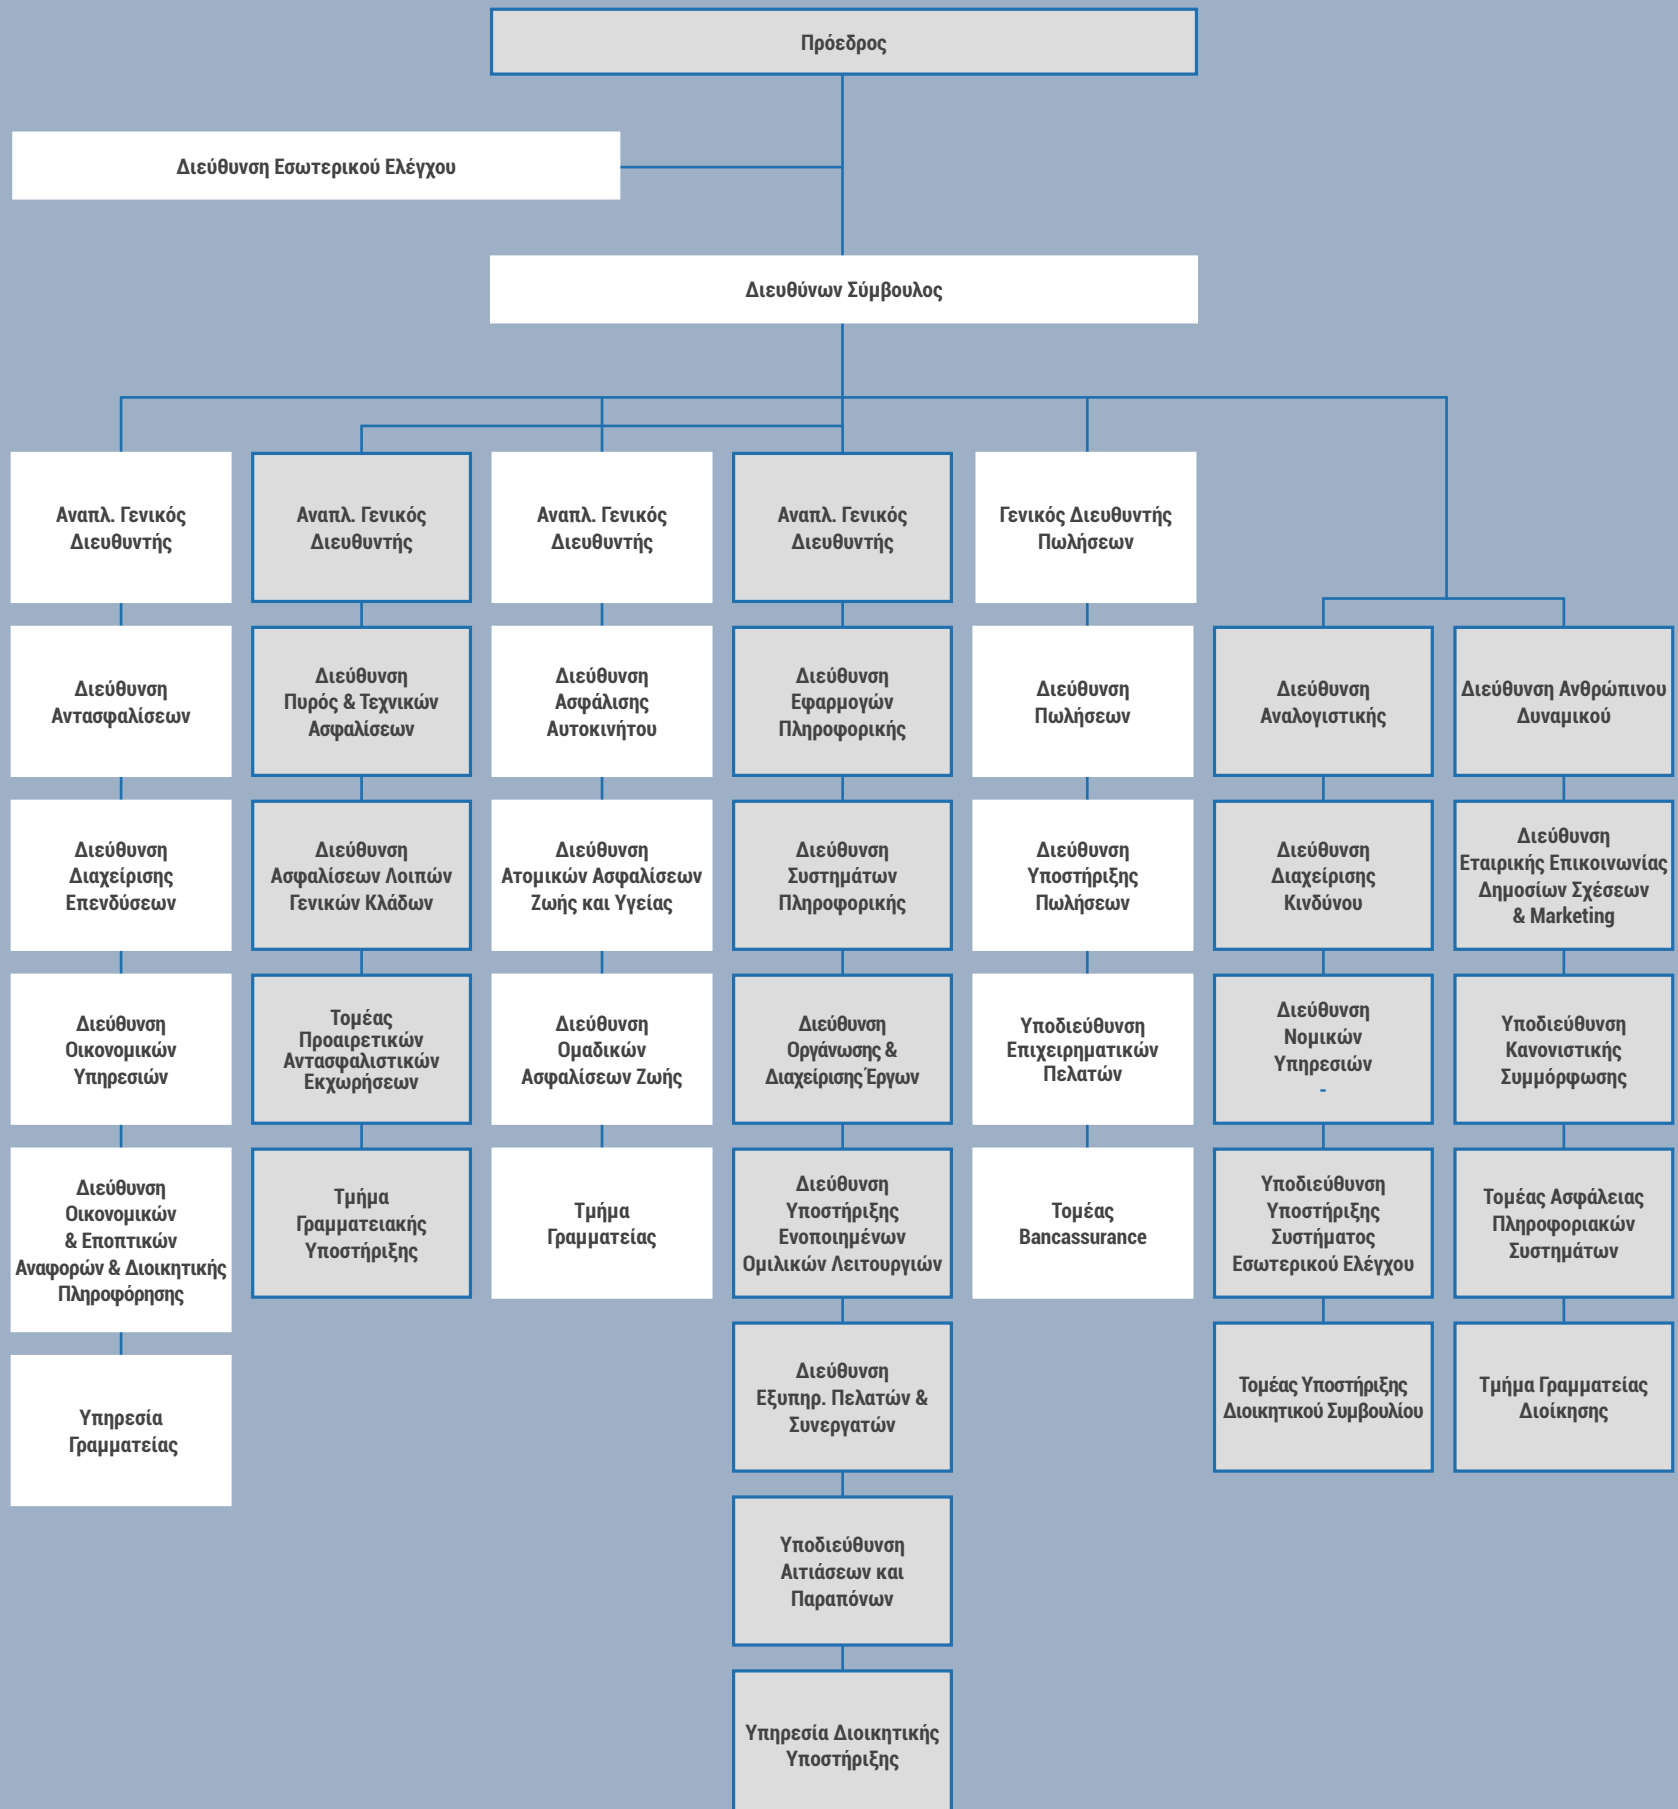 Πρόεδρος
Διεύθυνση Εσωτερικού Ελέγχου
Διευθύνων Σύμβουλος
Αναπλ. Γενικός
Διευθυντής
Αναπλ. Γενικός
Διευθυντής
Αναπλ. Γενικός
Διευθυντής
Αναπλ. Γενικός
Διευθυντής
Γενικός Διευθυντής
Πωλήσεων
Διεύθυνση
Αντασφαλίσεων
Διεύθυνση
Πυρός & Τεχνικών
Ασφαλίσεων
Διεύθυνση
Ασφάλισης
Αυτοκινήτου
Διεύθυνση
Εφαρμογών
Πληροφορικής
Διεύθυνση
Πωλήσεων
Διεύθυνση
Αναλογιστικής
Διεύθυνση Ανθρώπινου
Δυναμικού
Διεύθυνση
Διαχείρισης
Επενδύσεων
Διεύθυνση
Ασφαλίσεων Λοιπών
Γενικών Κλάδων
Διεύθυνση
Ατομικών Ασφαλίσεων
Ζωής και Υγείας
Διεύθυνση
Συστημάτων
Πληροφορικής
Διεύθυνση
Υποστήριξης
Πωλήσεων
Διεύθυνση
Διαχείρισης
Κινδύνου
Διεύθυνση
Εταιρικής Επικοινωνίας
Δημοσίων Σχέσεων
& Marketing
Διεύθυνση
Οικονομικών
Υπηρεσιών
Τομέας
Προαιρετικών
Αντασφαλιστικών
Εκχωρήσεων
Διεύθυνση
Ομαδικών
Ασφαλίσεων Ζωής
Διεύθυνση
Οργάνωσης &
Διαχείρισης Έργων
Υποδιεύθυνση
Επιχειρηματικών
Πελατών
Διεύθυνση
Νομικών
Υπηρεσιών
-
Υποδιεύθυνση
Κανονιστικής
Συμμόρφωσης
Διεύθυνση
Οικονομικών
& Εποπτικών
Αναφορών & Διοικητικής
Πληροφόρησης
Τμήμα
Γραμματειακής
Υποστήριξης
Τμήμα
Γραμματείας
Διεύθυνση
Υποστήριξης
Ενοποιημένων
Ομιλικών Λειτουργιών
Τομέας
Bancassurance
Υποδιεύθυνση
Υποστήριξης
Συστήματος
Εσωτερικού Ελέγχου
Τομέας Ασφάλειας
Πληροφοριακών
Συστημάτων
Υπηρεσία
Γραμματείας
Διεύθυνση
Εξυπηρ. Πελατών &
Συνεργατών
Τομέας Υποστήριξης
Διοικητικού Συμβουλίου
Τμήμα Γραμματείας
Διοίκησης
Υποδιεύθυνση
Αιτιάσεων και
Παραπόνων
Υπηρεσία Διοικητικής
Υποστήριξης